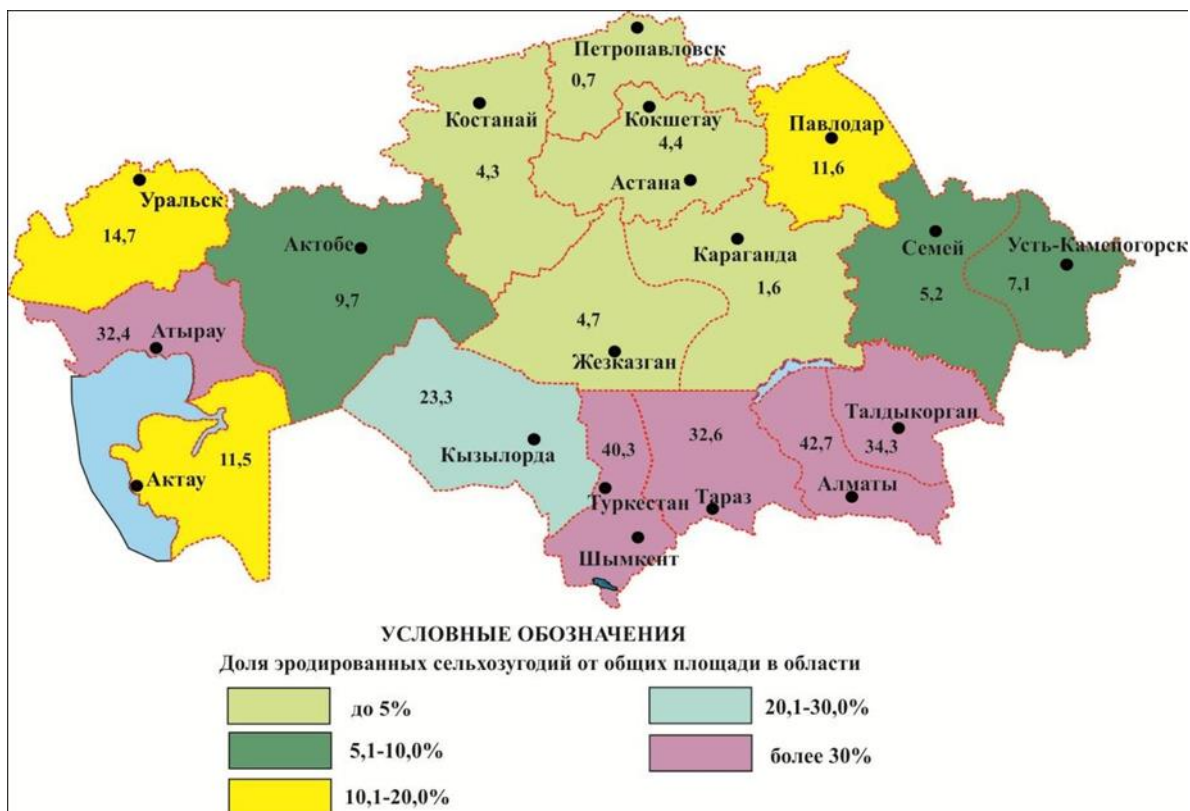 Петропавловск
0,7
Костанай
Кокшетау
4,4
Павлодар
4,3
Астана
11,6
Уральск
14,7
Актобе
9,7
Караганда
1,6
Семей
5,2
Усть-Каменогорск
7,1
32,4
Атырау
4,7
Жезказган
23,3
Кызылорда
40,3
Туркестан
32,6
Тараз
42,7
Талдыкорган
34,3
Алматы
11,5
Актау
Шымкент
УСЛОВНЫЕ ОБОЗНАЧЕНИЯ
Доля эродированных сельхозугодий от общих площади в области
до 5%
5,1-10,0%
10,1-20,0%
20,1-30,0%
более 30%